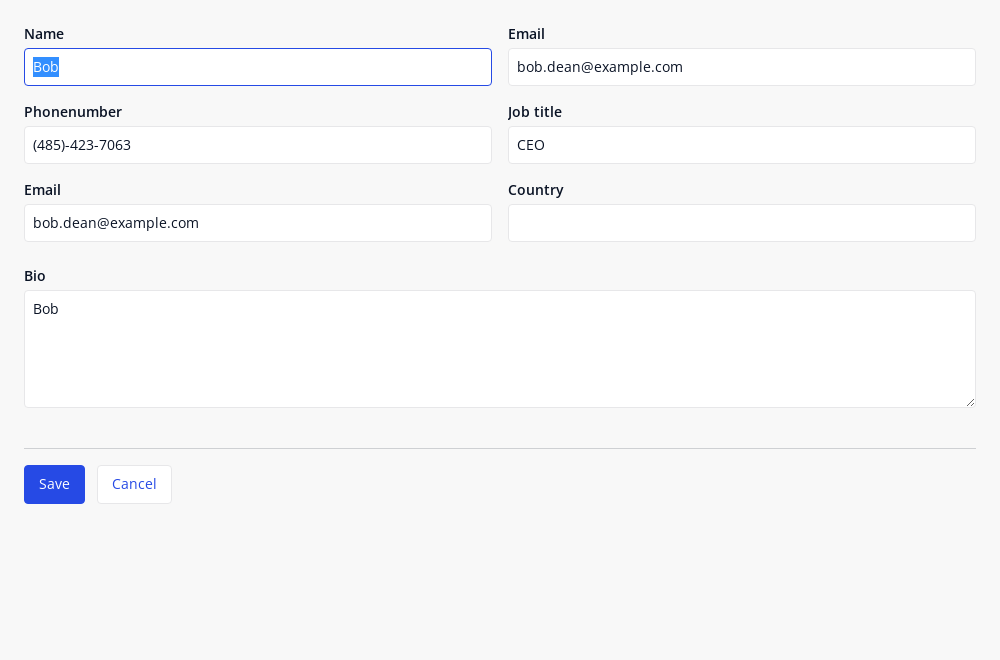 Name
Email
Bob
bob.dean@example.com
Phonenumber
Job title
(485)-423-7063
CEO
Email
Country
bob.dean@example.com
Bio
Bob
Save
Cancel